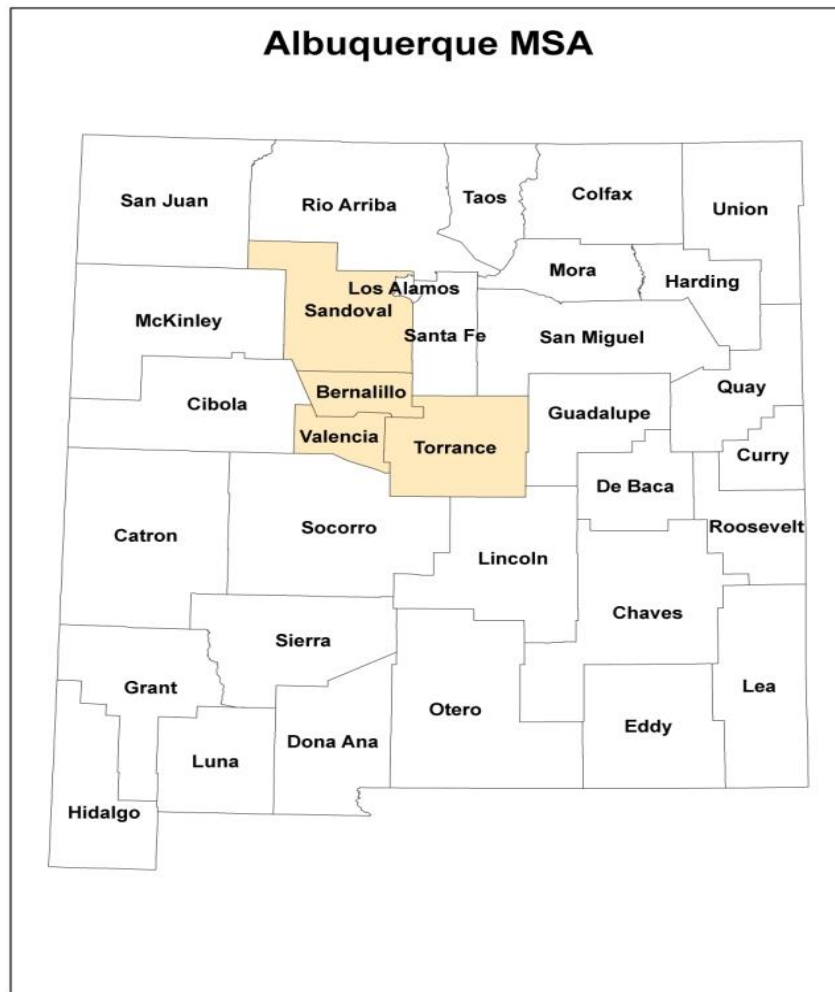 Albuquerque MSA
San Juan
Rio Arriba
Taos
Colfax
Union
Mora
Harding
Los Alamos
Sandoval
McKinley
Santa Fe
San Miguel
Quay
Bernalillo
Cibola
Guadalupe
Valencia
Torrance
Curry
De Baca
Roosevelt
Socorro
Catron
Lincoln
Chaves
Sierra
Grant
Lea
Otero
Eddy
Dona Ana
Luna
Hidalgo